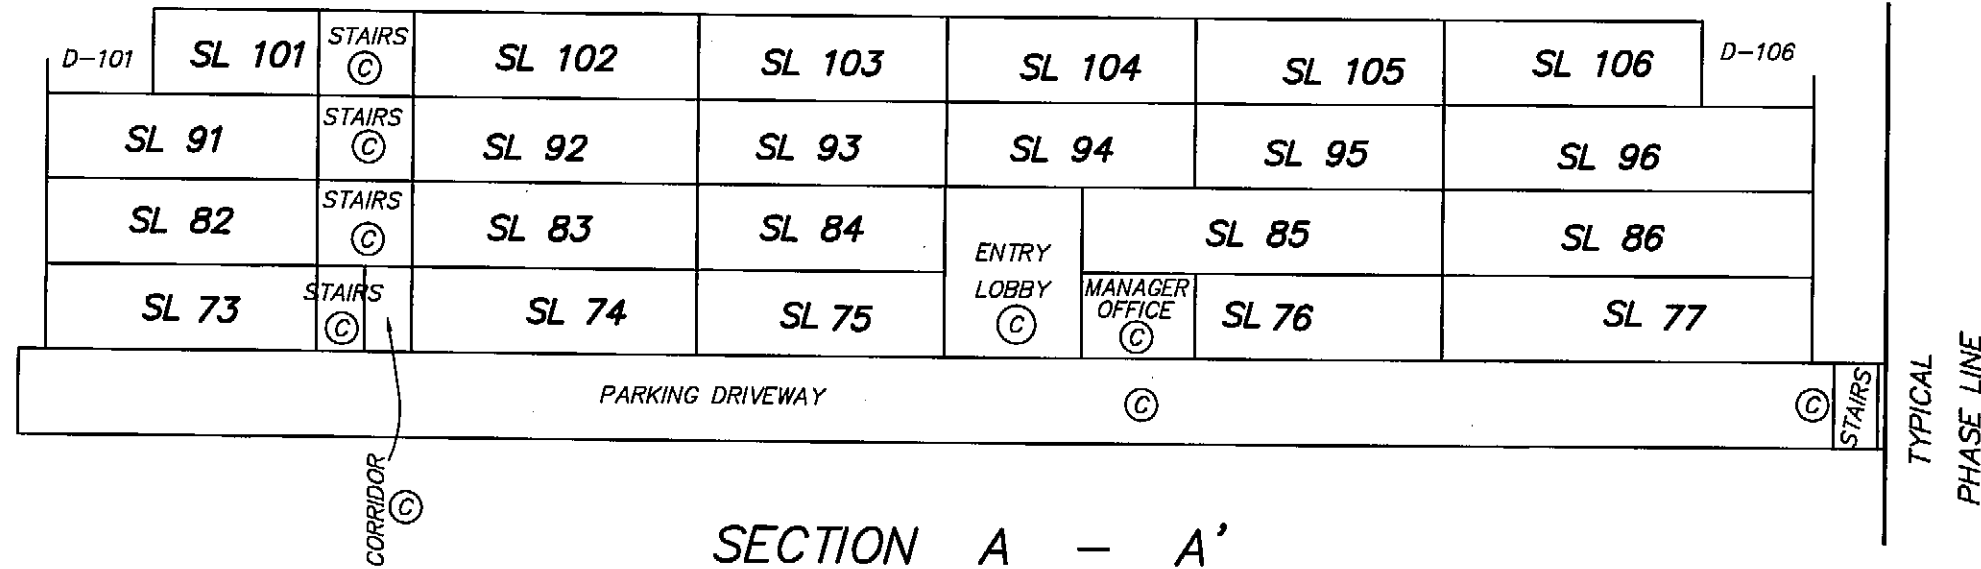 D-101
SL 101
STAIRS
C
SL 102
SL 103
SL 104
SL 105
SL 106
D-106
SL 91
STAIRS
C
SL 92
SL 93
SL 94
SL 95
SL 96
SL 82
STAIRS
C
SL 83
SL 84
ENTRY
LOBBY
C
SL 85
SL 86
SL 73
STAIRS
C
SL 74
SL 75
MANAGER
OFFICE
C
SL 76
SL 77
PARKING DRIVEWAY
C
C
STAIRS
TYPICAL
PHASE LINE
CORRIDOR
C
SECTION A - A'